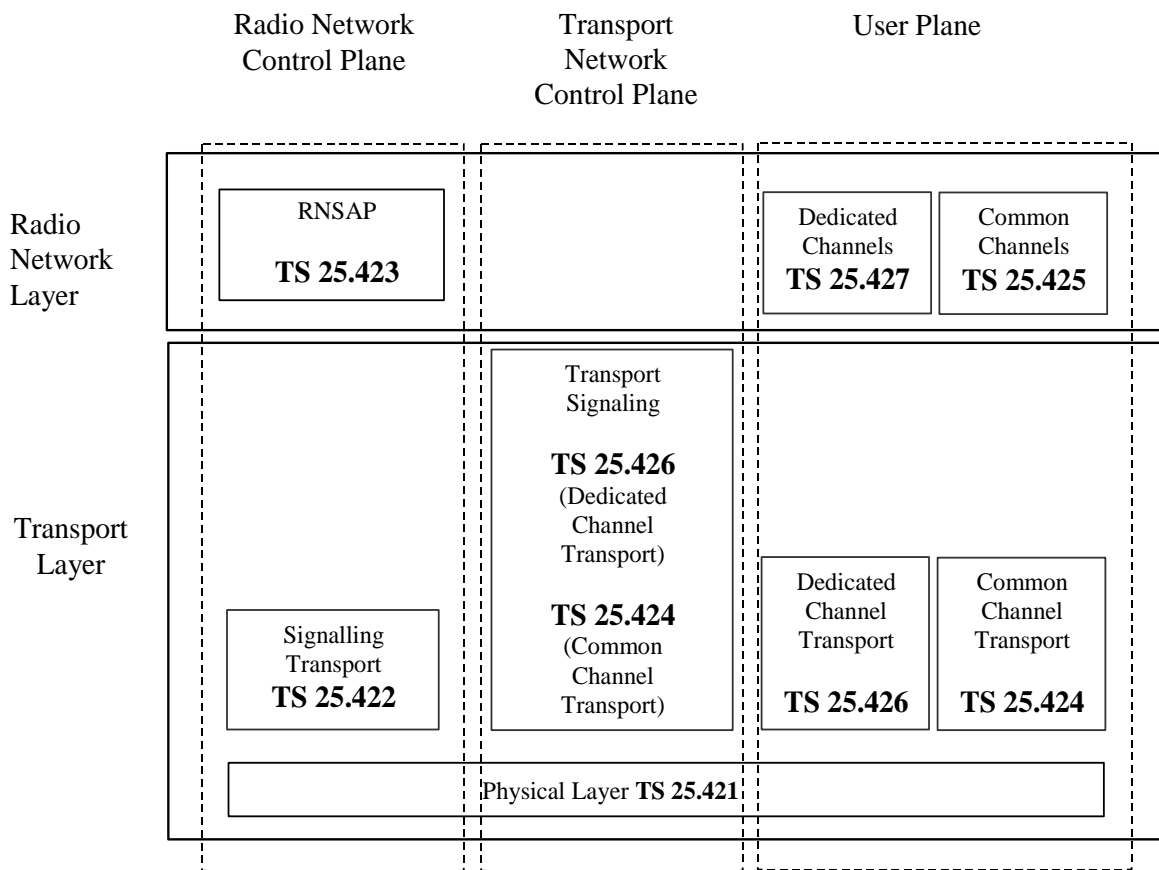 Radio Network
Control Plane
Transport
Network
Control Plane
User Plane
Radio
Network
Layer
RNSAP
TS 25.423
Dedicated
Channels
TS 25.427
Common
Channels
TS 25.425
Transport
Layer
Signalling
Transport
TS 25.422
Transport
Signaling
TS 25.426
(Dedicated
Channel
Transport)
TS 25.424
(Common
Channel
Transport)
Dedicated
Channel
Transport
TS 25.426
Common
Channel
Transport
TS 25.424
Physical Layer TS 25.421